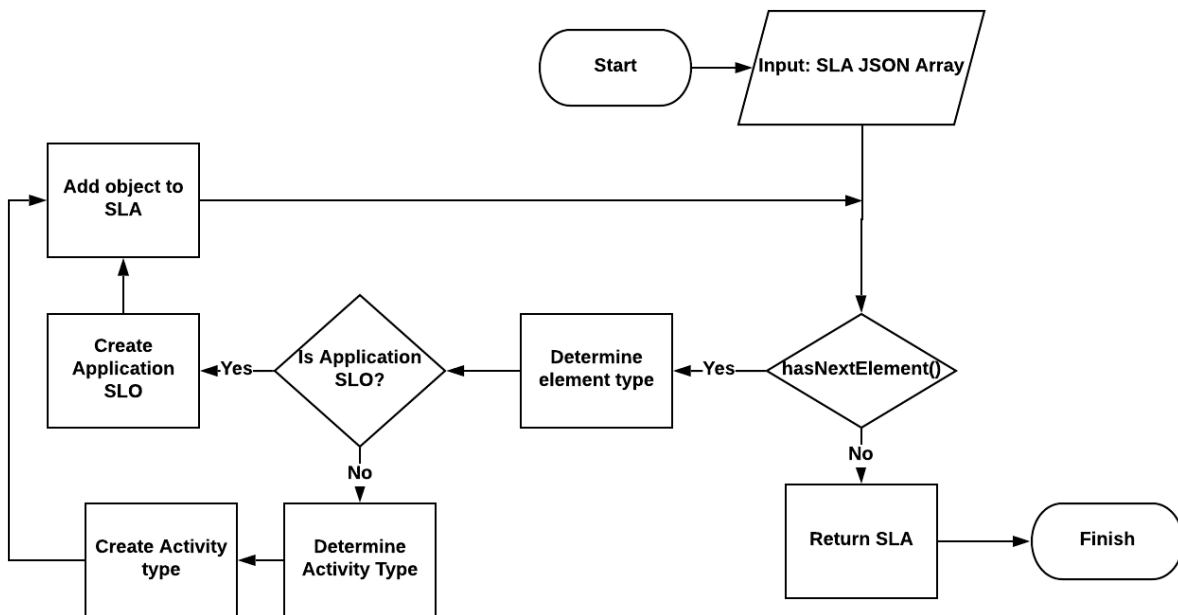 Start
Input: SLA JSON Array
Add object to
SLA
Create
Application
SLO
Yes
Is Application
SLO?
Determine
element type
Yes
hasNextElement()
No
No
Create Activity
type
Determine
Activity Type
Return SLA
Finish